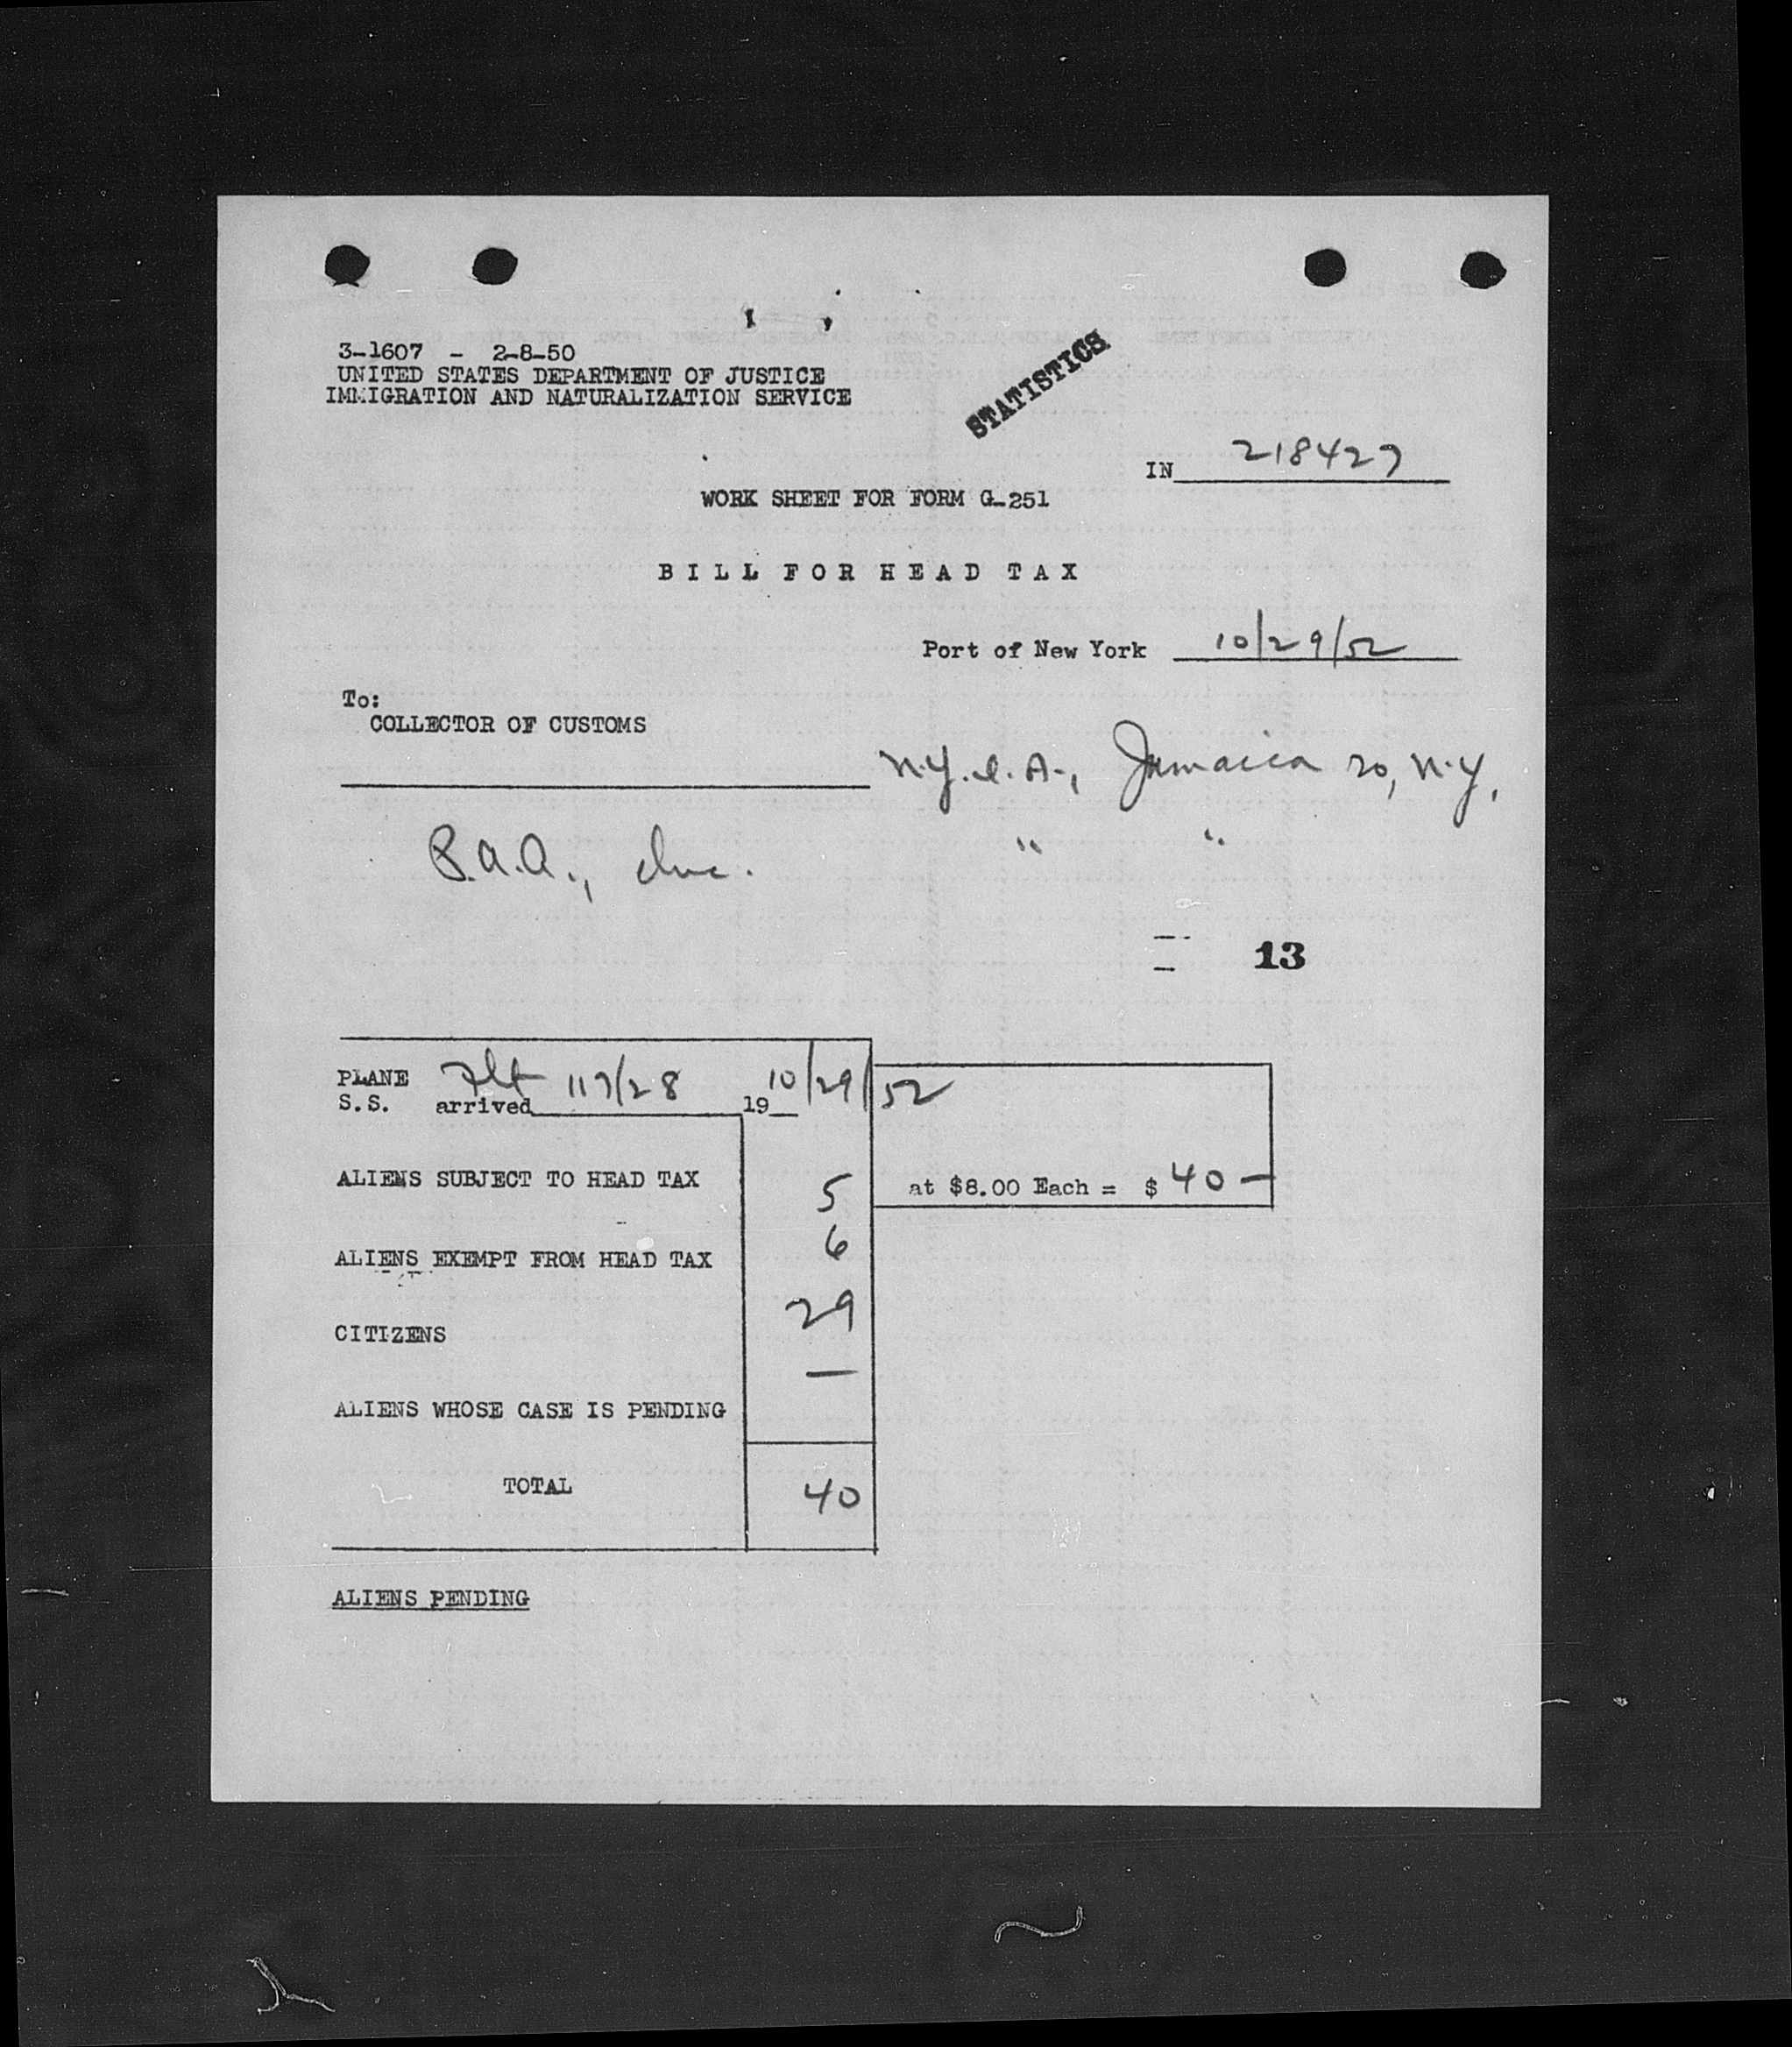 3-1607 - 2-8-50
UNITED STATES DEPARTMENT OF JUSTICE
IMMIGRATION AND NATURALIZATION SERVICE
STATISTICS
IN 218427
WORK SHEET FOR FORM G-251
BILL FOR HEAD TAX
Port of New York 10/29/52
To:
COLLECTOR OF CUSTOMS
N.Y.I.A., Jamaica 20, N.Y.
P.A.A., Inc. " "
13
PLANE Flt 117/28 10/29/52
S.S. arrived 19
ALIENS SUBJECT TO HEAD TAX 5 at $8.00 Each = $ 40 —
ALIENS EXEMPT FROM HEAD TAX 6
CITIZENS 29
ALIENS WHOSE CASE IS PENDING —
TOTAL 40
ALIENS PENDING